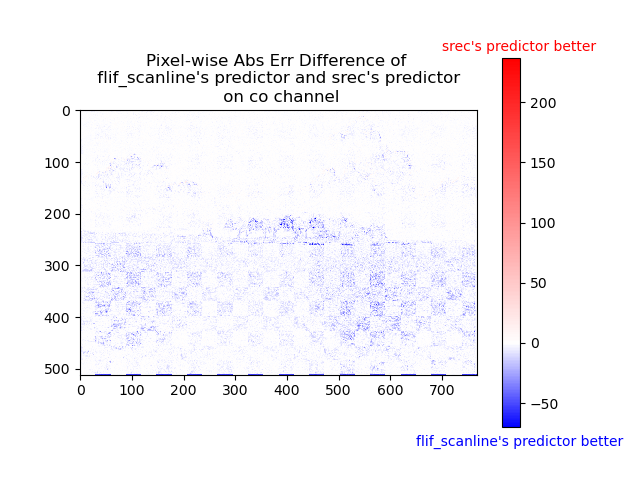 srec's predictor better
Pixel-wise Abs Err Difference of
flif_scanline's predictor and srec's predictor
on co channel
0
100
200
300
400
500
0 100 200 300 400 500 600 700
200
150
100
50
0
−50
flif_scanline's predictor better